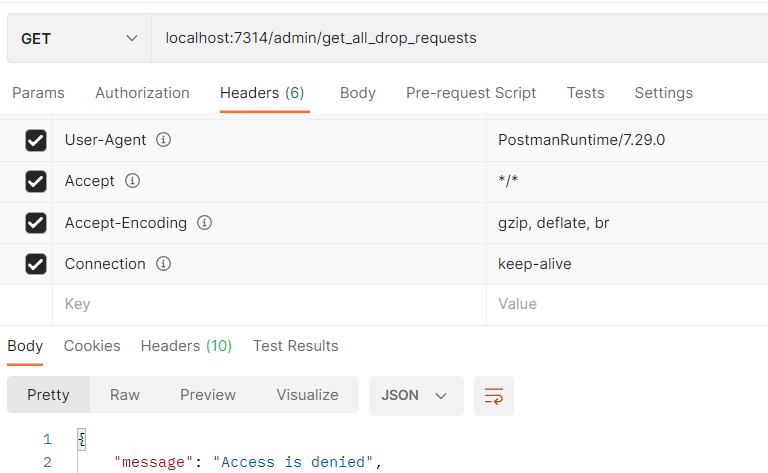 GET localhost:7314/admin/get_all_drop_requests
Params Authorization Headers (6) Body Pre-request Script Tests Settings
User-Agent PostmanRuntime/7.29.0
Accept */*
Accept-Encoding gzip, deflate, br
Connection keep-alive
Key Value
Body Cookies Headers (10) Test Results
Pretty Raw Preview Visualize JSON
1 {
2 "message": "Access is denied",